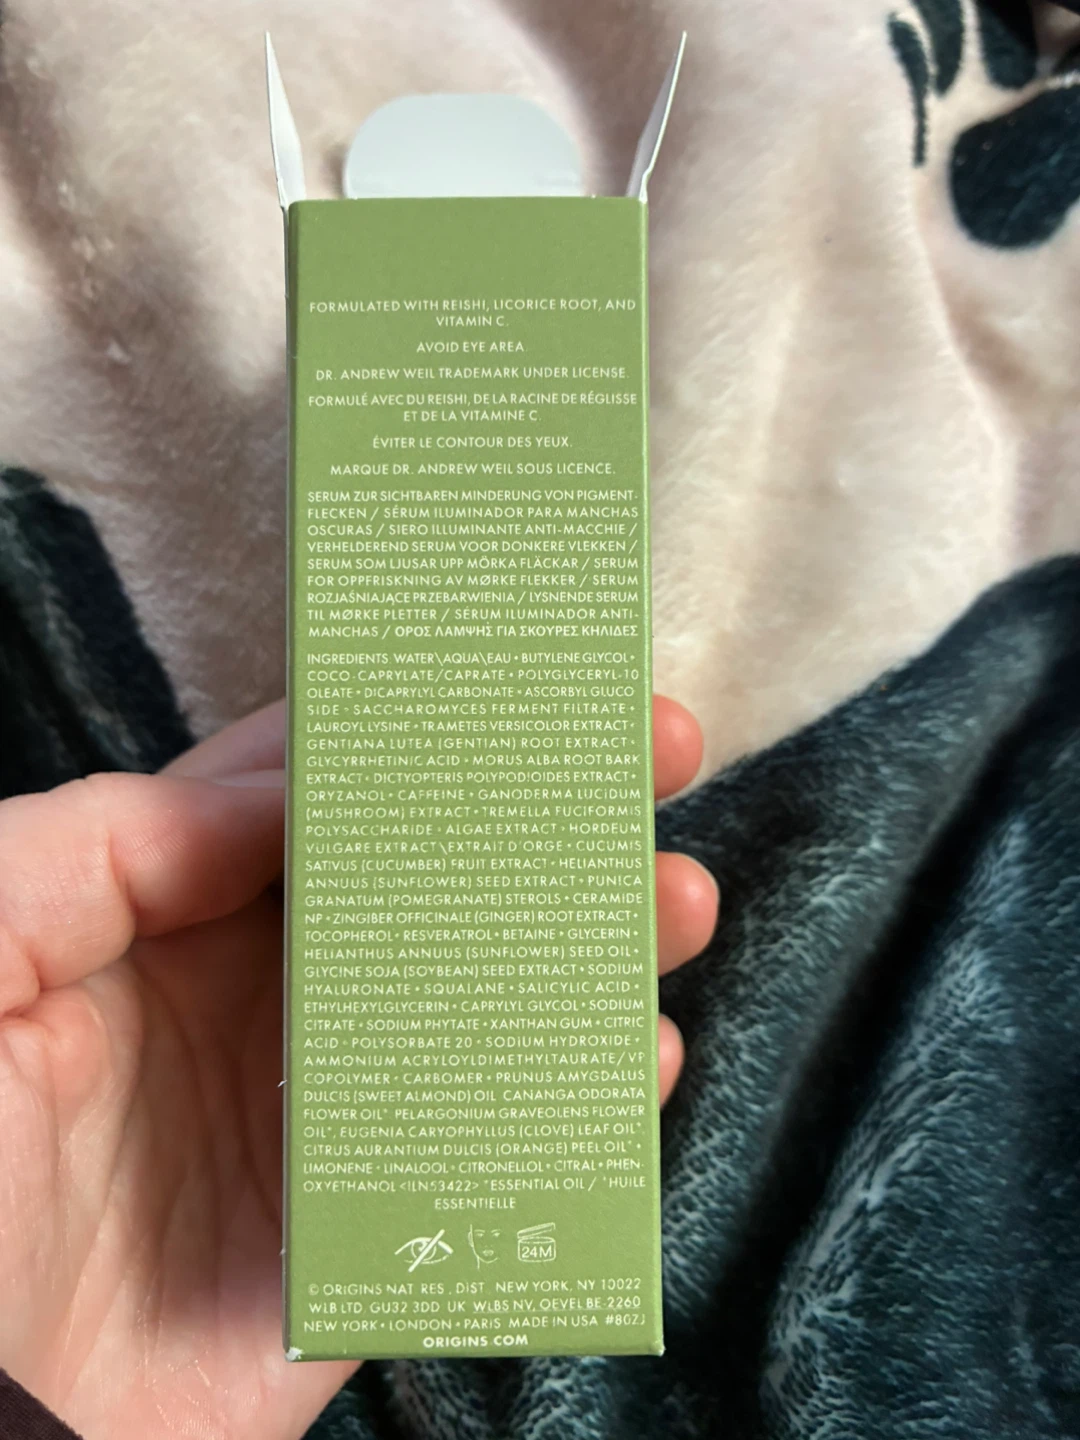 FORMULATED WITH REISHI, LICORICE ROOT, AND
VITAMIN C.
AVOID EYE AREA.
DR. ANDREW WEIL TRADEMARK UNDER LICENSE.
FORMULÉ AVEC DU REISHI, DE LA RACINE DE RÉGLISSE
ET DE LA VITAMINE C.
ÉVITER LE CONTOUR DES YEUX.
MARQUE DR. ANDREW WEIL SOUS LICENCE.
SERUM ZUR SICHTBAREN MINDERUNG VON PIGMENT-
FLECKEN / SÉRUM ILUMINADOR PARA MANCHAS
OSCURAS / SIERO ILLUMINANTE ANTI-MACCHIE /
VERHELDEREND SERUM VOOR DONKERE VLEKKEN /
SERUM SOM LJUSAR UPP MÖRKA FLÄCKAR / SERUM
FOR OPPFRISKNING AV MØRKE FLEKKER / SERUM
ROZJAŚNIAJĄCE PRZEBARWIENIA / LYSNENDE SERUM
TIL MØRKE PLETTER / SÉRUM ILUMINADOR ANTI-
MANCHAS / ΟΡΟΣ ΛΑΜΨΗΣ ΓΙΑ ΣΚΟΥΡΕΣ ΚΗΛΙΔΕΣ
INGREDIENTS: WATER\AQUA\EAU • BUTYLENE GLYCOL •
COCO-CAPRYLATE/CAPRATE • POLYGLYCERYL-10
OLEATE • DICAPRYLYL CARBONATE • ASCORBYL GLUCO
SIDE • SACCHAROMYCES FERMENT FILTRATE •
LAUROYL LYSINE • TRAMETES VERSICOLOR EXTRACT •
GENTIANA LUTEA (GENTIAN) ROOT EXTRACT •
GLYCYRRHETINIC ACID • MORUS ALBA ROOT BARK
EXTRACT • DICTYOPTERIS POLYPODIOIDES EXTRACT •
ORYZANOL • CAFFEINE • GANODERMA LUCIDUM
(MUSHROOM) EXTRACT • TREMELLA FUCIFORMIS
POLYSACCHARIDE • ALGAE EXTRACT • HORDEUM
VULGARE EXTRACT\EXTRAIT D'ORGE • CUCUMIS
SATIVUS (CUCUMBER) FRUIT EXTRACT • HELIANTHUS
ANNUUS (SUNFLOWER) SEED EXTRACT • PUNICA
GRANATUM (POMEGRANATE) STEROLS • CERAMIDE
NP • ZINGIBER OFFICINALE (GINGER) ROOT EXTRACT •
TOCOPHEROL • RESVERATROL • BETAINE • GLYCERIN •
HELIANTHUS ANNUUS (SUNFLOWER) SEED OIL •
GLYCINE SOJA (SOYBEAN) SEED EXTRACT • SODIUM
HYALURONATE • SQUALANE • SALICYLIC ACID •
ETHYLHEXYLGLYCERIN • CAPRYLYL GLYCOL • SODIUM
CITRATE • SODIUM PHYTATE • XANTHAN GUM • CITRIC
ACID • POLYSORBATE 20 • SODIUM HYDROXIDE •
AMMONIUM ACRYLOYLDIMETHYLTAURATE/VP
COPOLYMER • CARBOMER • PRUNUS AMYGDALUS
DULCIS (SWEET ALMOND) OIL CANANGA ODORATA
FLOWER OIL* PELARGONIUM GRAVEOLENS FLOWER
OIL*, EUGENIA CARYOPHYLLUS (CLOVE) LEAF OIL*,
CITRUS AURANTIUM DULCIS (ORANGE) PEEL OIL* •
LIMONENE • LINALOOL • CITRONELLOL • CITRAL • PHEN-
OXYETHANOL <ILN53422> *ESSENTIAL OIL / *HUILE
ESSENTIELLE
24M
© ORIGINS NAT. RES., DIST. NEW YORK, NY 10022
WLB LTD. GU32 3DD UK WLBS NV, OEVEL BE-2260
NEW YORK • LONDON • PARIS MADE IN USA #80ZJ
ORIGINS.COM